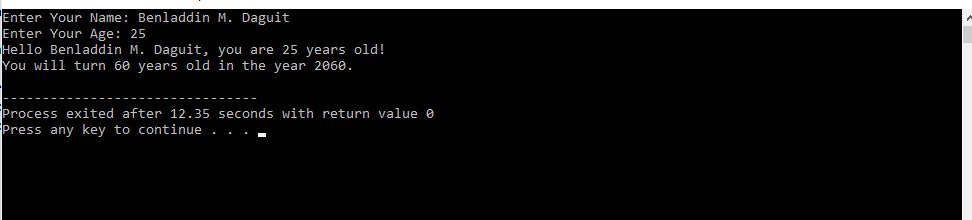 Enter Your Name: Benladdin M. Daguit
Enter Your Age: 25
Hello Benladdin M. Daguit, you are 25 years old!
You will turn 60 years old in the year 2060.
--------------------------------
Process exited after 12.35 seconds with return value 0
Press any key to continue . . .